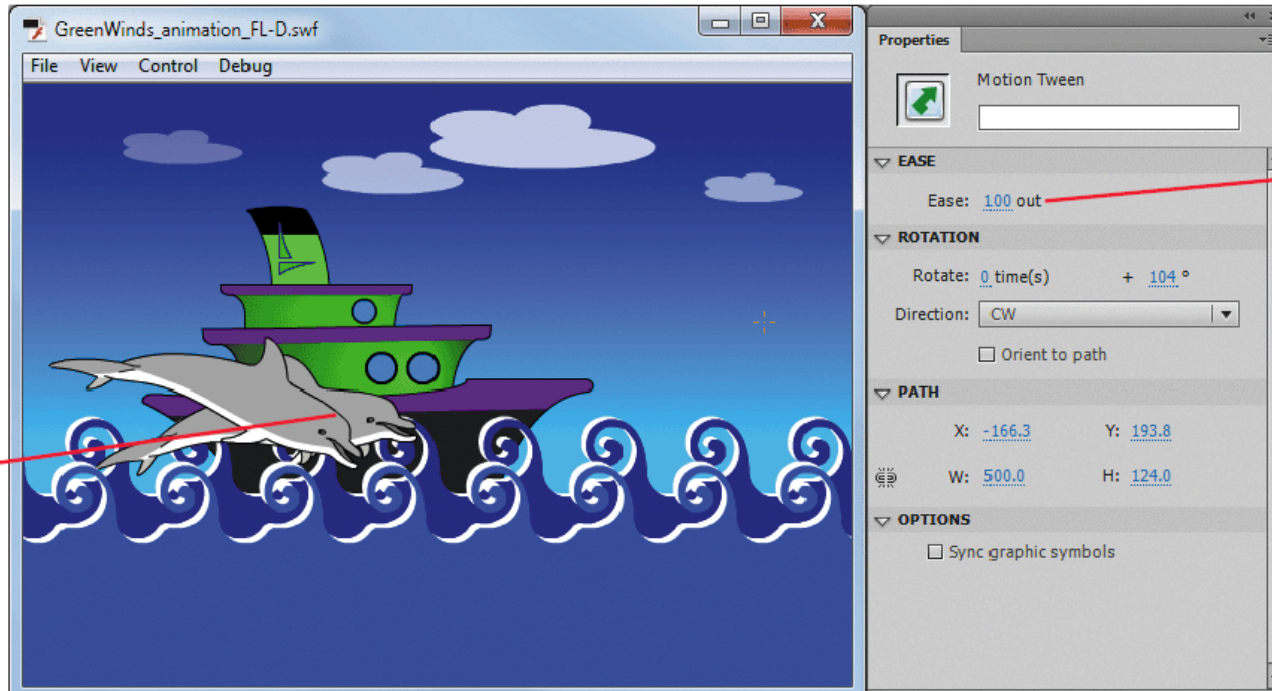 GreenWinds_animation_FL-D.swf
File View Control Debug
Properties
Motion Tween
EASE
Ease: 100 out
ROTATION
Rotate: 0 time(s) + 104 °
Direction: CW
Orient to path
PATH
X: -166.3 Y: 193.8
W: 500.0 H: 124.0
OPTIONS
Sync graphic symbols